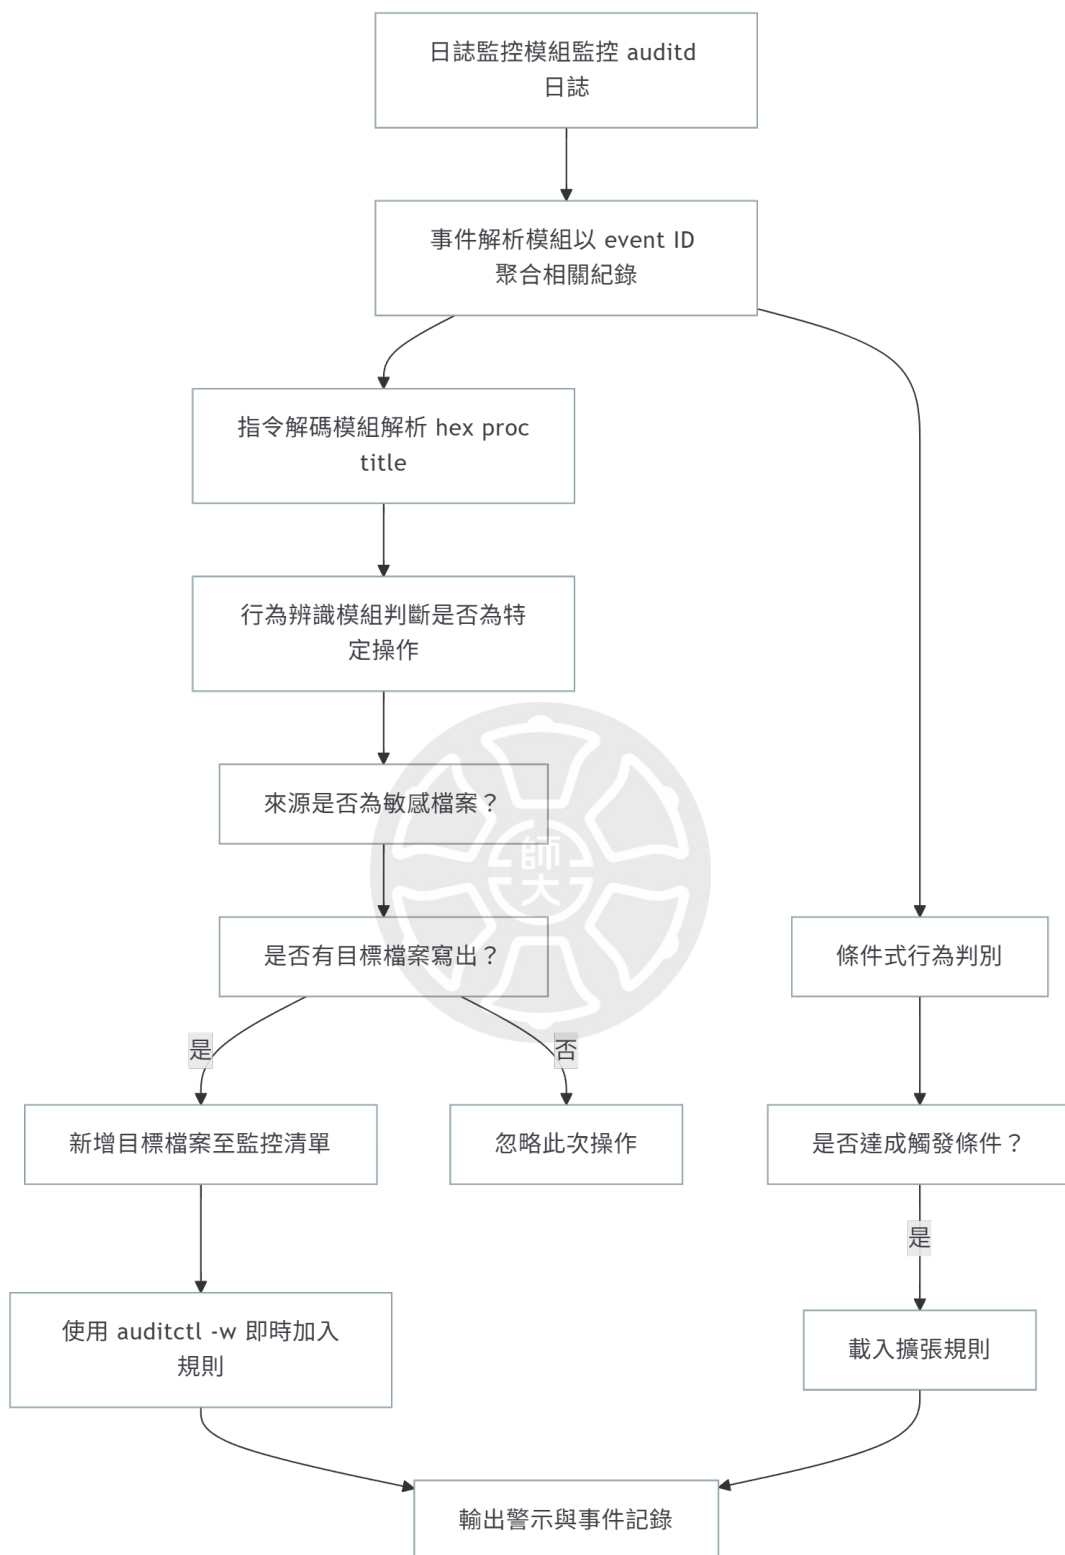 日誌監控模組監控 auditd
日誌
事件解析模組以 event ID
聚合相關紀錄
指令解碼模組解析 hex proc
title
行為辨識模組判斷是否為特
定操作
來源是否為敏感檔案？
師大
是否有目標檔案寫出？
條件式行為判別
是
否
新增目標檔案至監控清單
忽略此次操作
是否達成觸發條件？
是
使用 auditctl -w 即時加入
規則
載入擴張規則
輸出警示與事件記錄